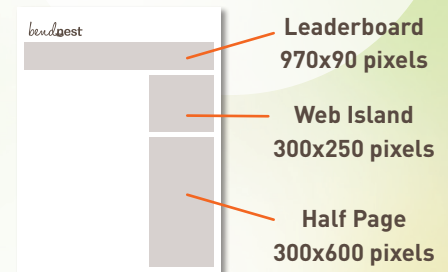 bendnest
Leaderboard
970x90 pixels
Web Island
300x250 pixels
Half Page
300x600 pixels